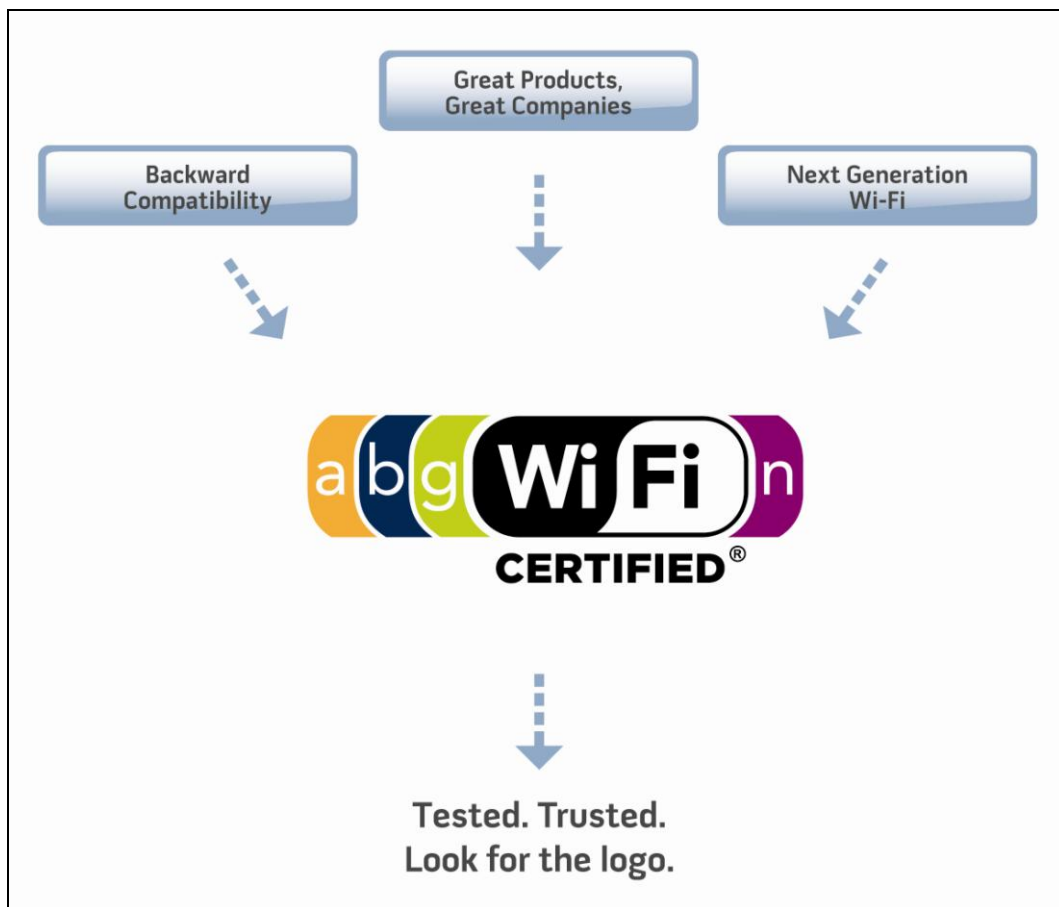 Great Products,
Great Companies
Backward
Compatibility
Next Generation
Wi-Fi
a b g Wi Fi n
CERTIFIED®
Tested. Trusted.
Look for the logo.